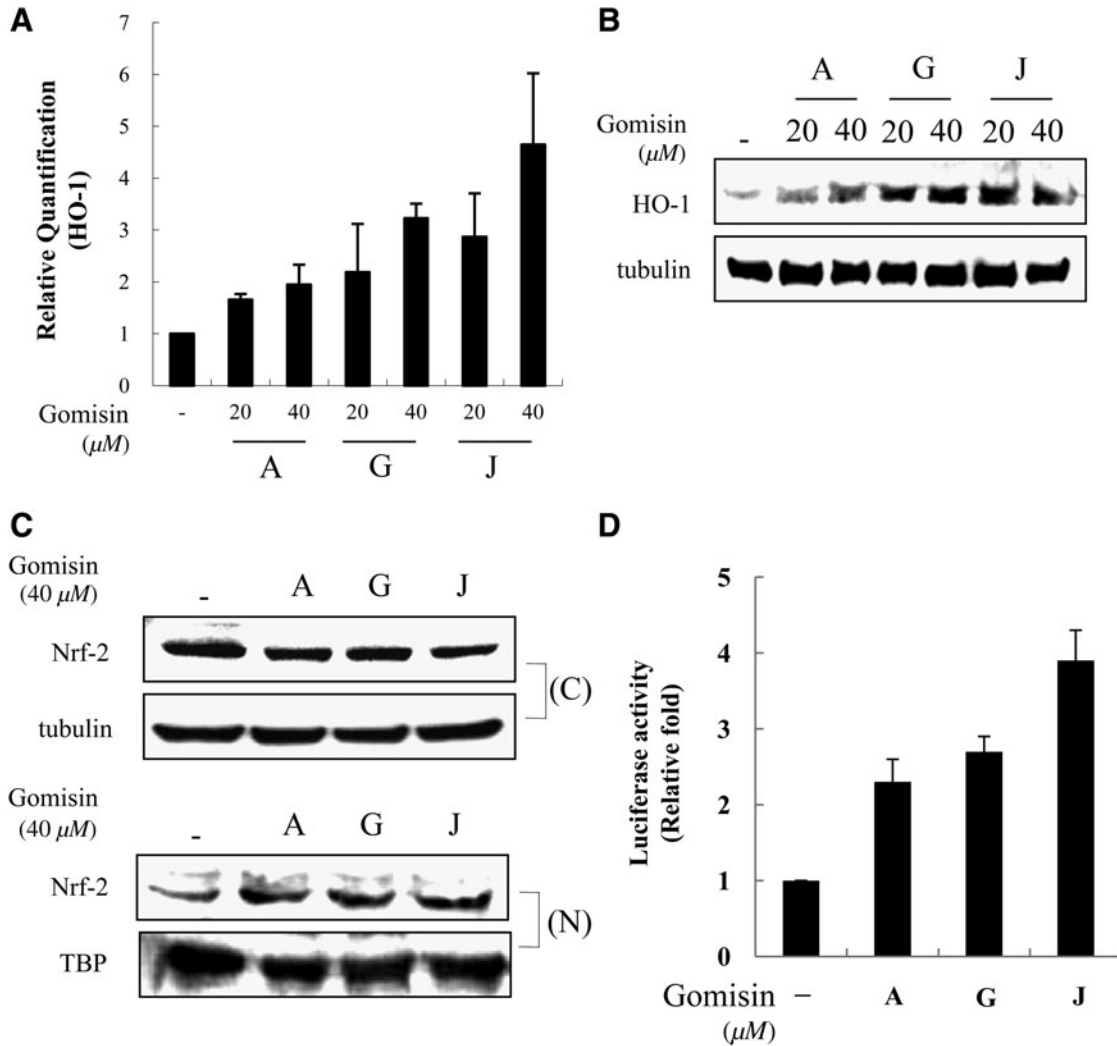 A
Relative Quantification
(HO-1)
7
6
5
4
3
2
1
0
Gomisin
(μM)
- 20 40 20 40 20 40
A G J
B
A G J
Gomisin
(μM)
- 20 40 20 40 20 40
HO-1
tubulin
C
Gomisin
(40 μM)
- A G J
Nrf-2
tubulin
(C)
Gomisin
(40 μM)
- A G J
Nrf-2
TBP
(N)
D
Luciferase activity
(Relative fold)
5
4
3
2
1
0
Gomisin – A G J
(μM)